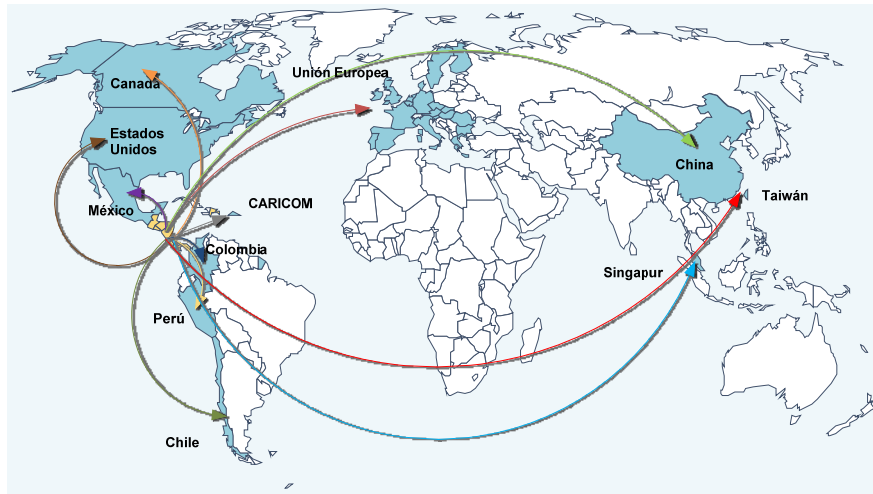 Unión Europea
Canadá
Estados
Unidos
China
México
CARICOM
Taiwán
Colombia
Singapur
Perú
Chile